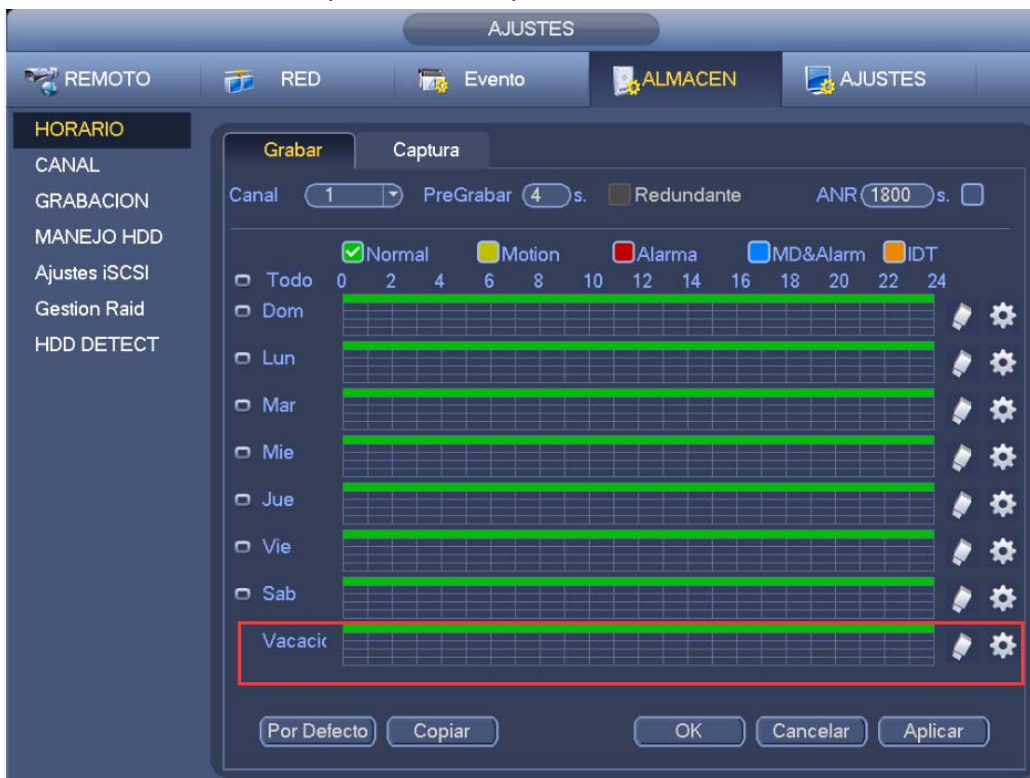 AJUSTES
REMOTO RED Evento ALMACEN AJUSTES
HORARIO
CANAL
GRABACION
MANEJO HDD
Ajustes iSCSI
Gestion Raid
HDD DETECT
Grabar Captura
Canal 1 PreGrabar 4 s. Redundante ANR 1800 s.
Normal Motion Alarma MD&Alarm IDT
Todo 0 2 4 6 8 10 12 14 16 18 20 22 24
Dom
Lun
Mar
Mie
Jue
Vie
Sab
Vacacio
Por Defecto Copiar OK Cancelar Aplicar